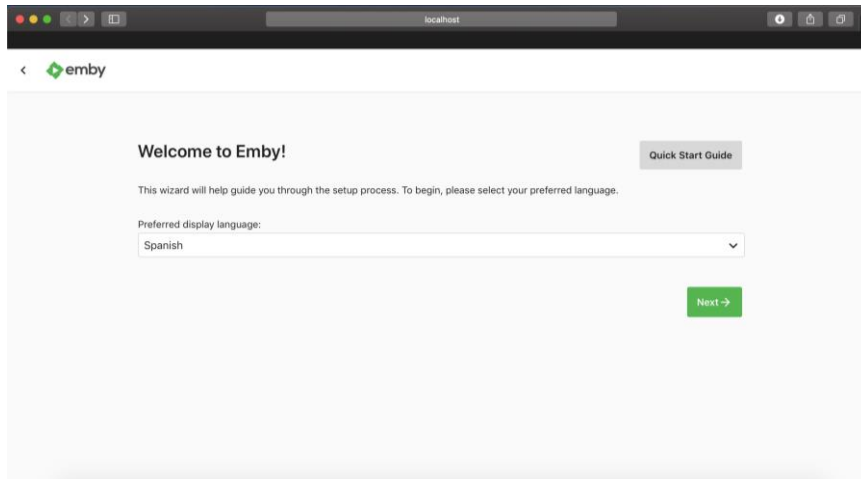 localhost
emby
Welcome to Emby!
Quick Start Guide
This wizard will help guide you through the setup process. To begin, please select your preferred language.
Preferred display language:
Spanish
Next →